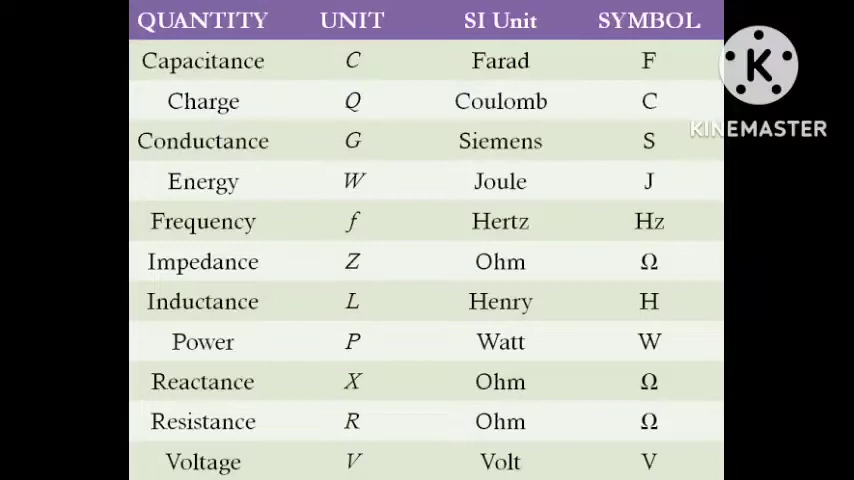 QUANTITY UNIT SI Unit SYMBOL
Capacitance C Farad F
Charge Q Coulomb C
Conductance G Siemens S
Energy W Joule J
Frequency f Hertz Hz
Impedance Z Ohm Ω
Inductance L Henry H
Power P Watt W
Reactance X Ohm Ω
Resistance R Ohm Ω
Voltage V Volt V
K
KINEMASTER